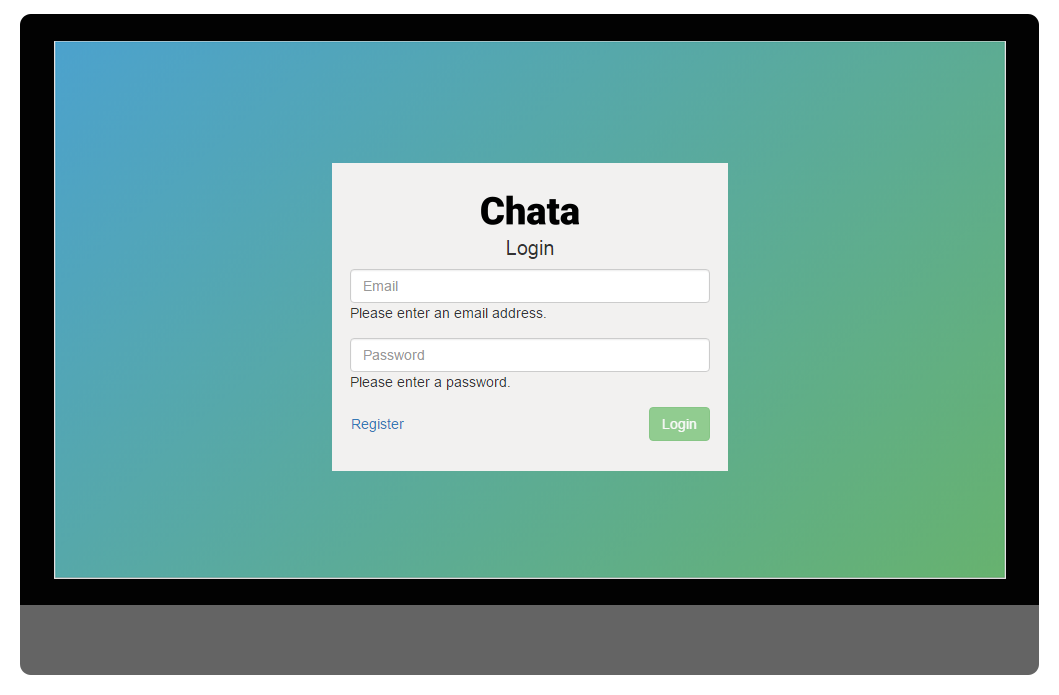 Chata
Login
Email
Please enter an email address.
Password
Please enter a password.
Register Login